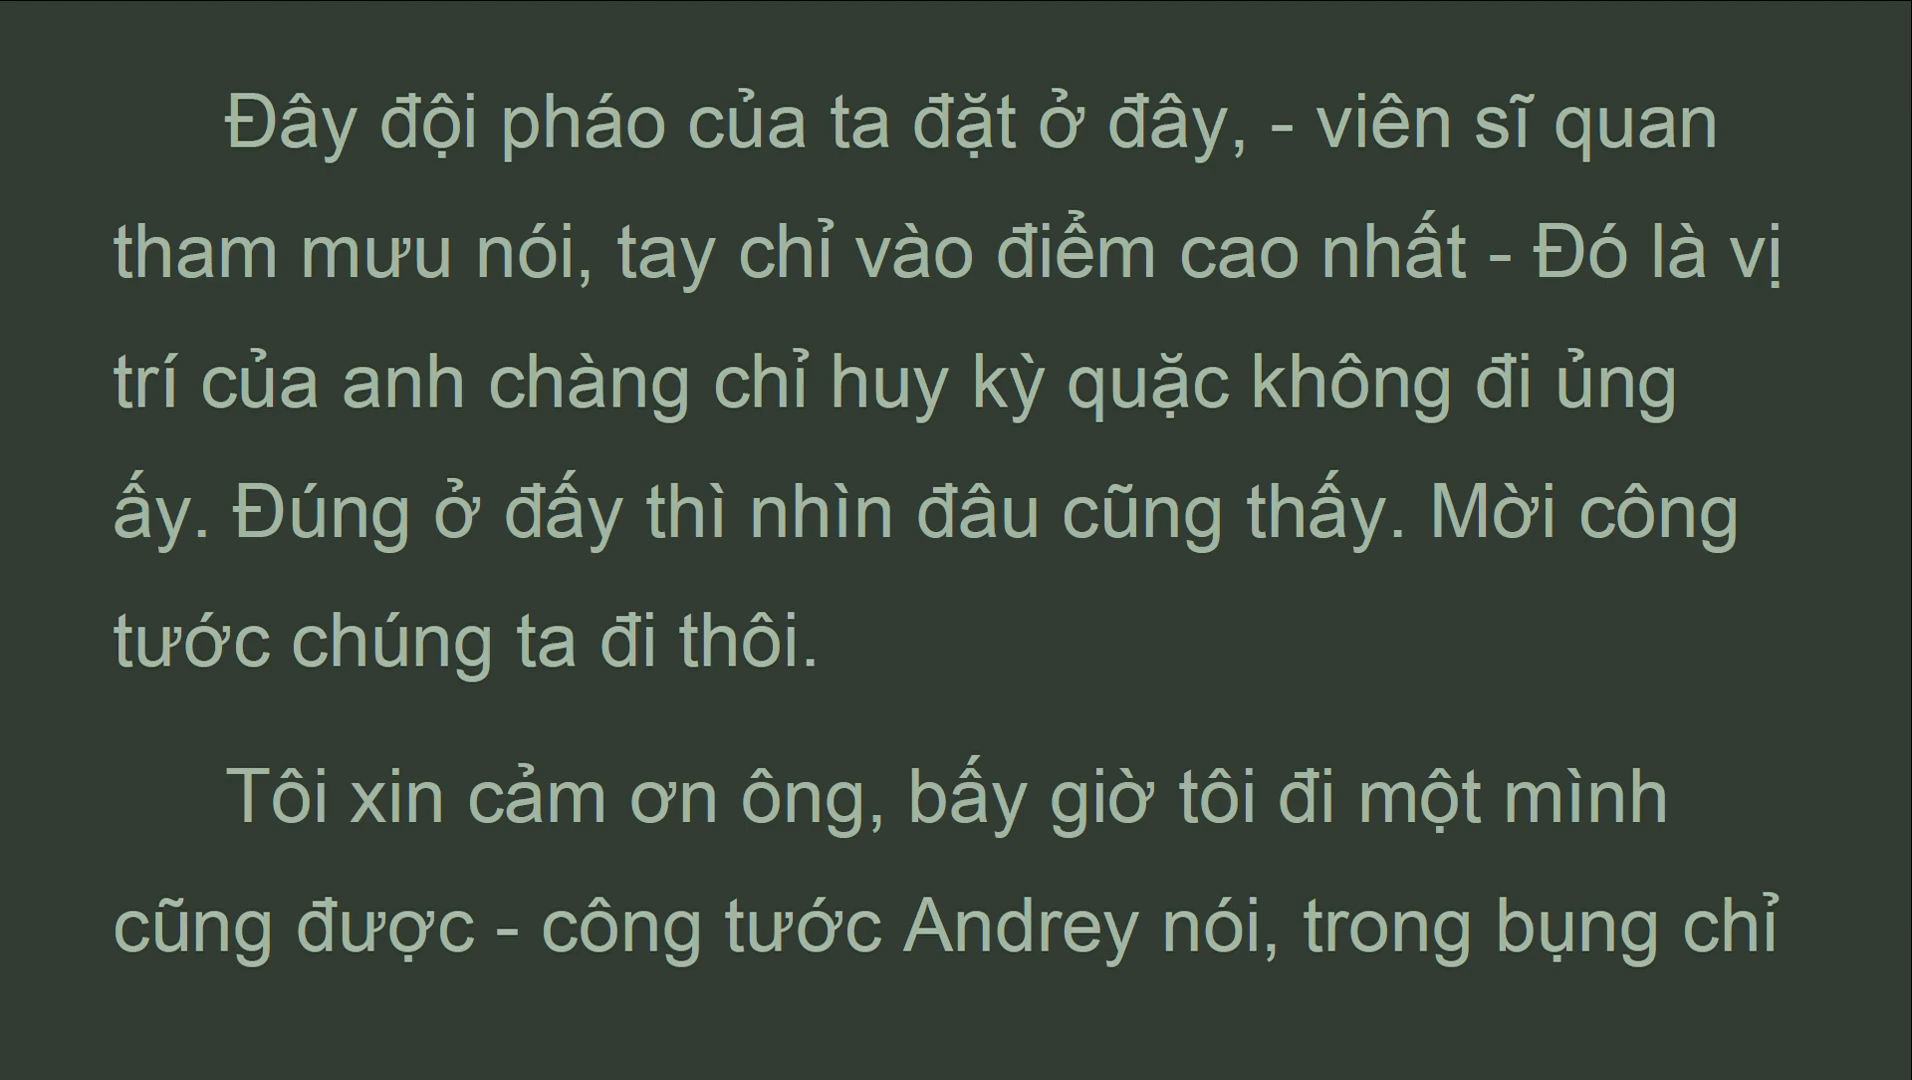 Đây đội pháo của ta đặt ở đây, - viên sĩ quan
tham mưu nói, tay chỉ vào điểm cao nhất - Đó là vị
trí của anh chàng chỉ huy kỳ quặc không đi ủng
ấy. Đúng ở đấy thì nhìn đâu cũng thấy. Mời công
tước chúng ta đi thôi.
Tôi xin cảm ơn ông, bấy giờ tôi đi một mình
cũng được - công tước Andrey nói, trong bụng chỉ